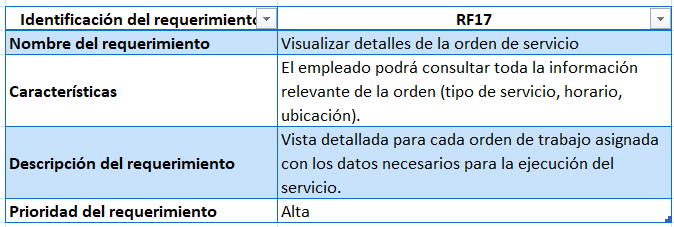 Identificación del requerimiento RF17
Nombre del requerimiento Visualizar detalles de la orden de servicio
El empleado podrá consultar toda la información
Características relevante de la orden (tipo de servicio, horario,
ubicación).
Vista detallada para cada orden de trabajo asignada
Descripción del requerimiento con los datos necesarios para la ejecución del
servicio.
Prioridad del requerimiento Alta